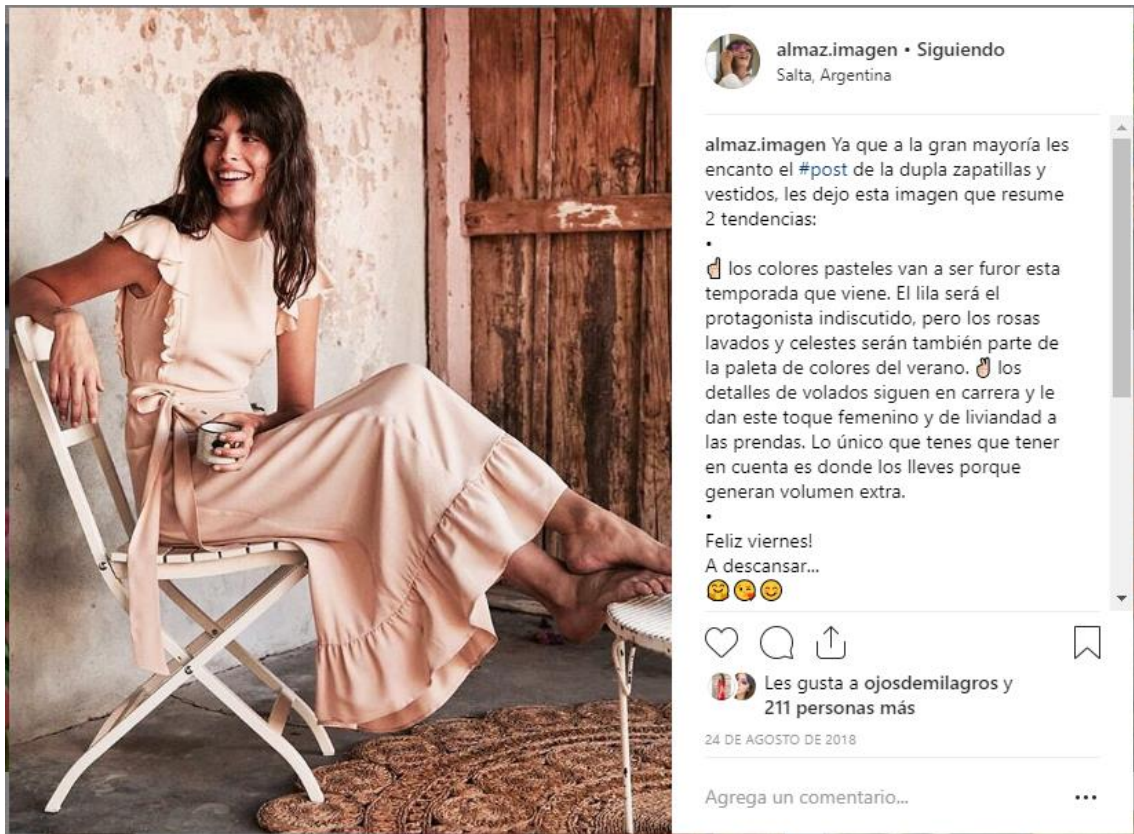 almaz.imagen • Siguiendo
Salta, Argentina
almaz.imagen Ya que a la gran mayoría les
encanto el #post de la dupla zapatillas y
vestidos, les dejo esta imagen que resume
2 tendencias:
•
☝🏻 los colores pasteles van a ser furor esta
temporada que viene. El lila será el
protagonista indiscutido, pero los rosas
lavados y celestes serán también parte de
la paleta de colores del verano. ✌🏻 los
detalles de volados siguen en carrera y le
dan este toque femenino y de liviandad a
las prendas. Lo único que tenes que tener
en cuenta es donde los lleves porque
generan volumen extra.
•
Feliz viernes!
A descansar...
🤗😘😊
Les gusta a ojosdemilagros y
211 personas más
24 DE AGOSTO DE 2018
Agrega un comentario...